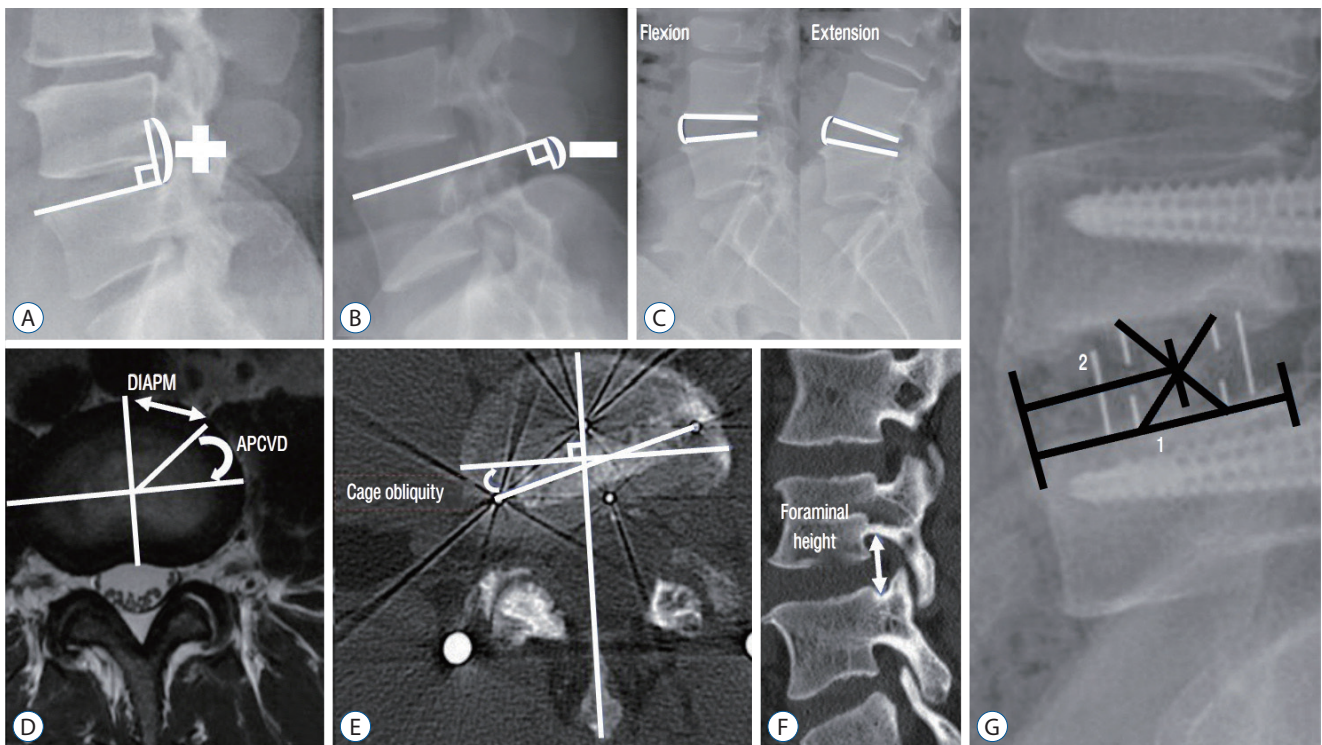 Flexion
Extension
A
B
C
DIAPM
APCVD
D
Cage obliquity
E
Foraminal
height
F
2
1
G